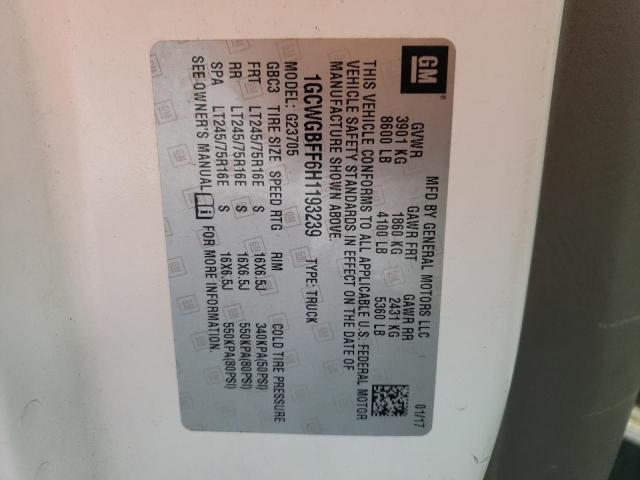 GM
MFD BY GENERAL MOTORS LLC
01/17
GVWR GAWR FRT GAWR RR
3901 KG 1860 KG 2431 KG
8600 LB 4100 LB 5360 LB
THIS VEHICLE CONFORMS TO ALL APPLICABLE U.S. FEDERAL MOTOR
VEHICLE SAFETY STANDARDS IN EFFECT ON THE DATE OF
MANUFACTURE SHOWN ABOVE.
1GCWGBFF6H1193239 TYPE: TRUCK
MODEL: G23705
GBC3 TIRE SIZE SPEED RTG RIM COLD TIRE PRESSURE
FRT LT245/75R16E S 16X6.5J 340KPA(50PSI)
RR LT245/75R16E S 16X6.5J 550KPA(80PSI)
SPA LT245/75R16E S 16X6.5J 550KPA(80PSI)
SEE OWNER'S MANUAL i FOR MORE INFORMATION.